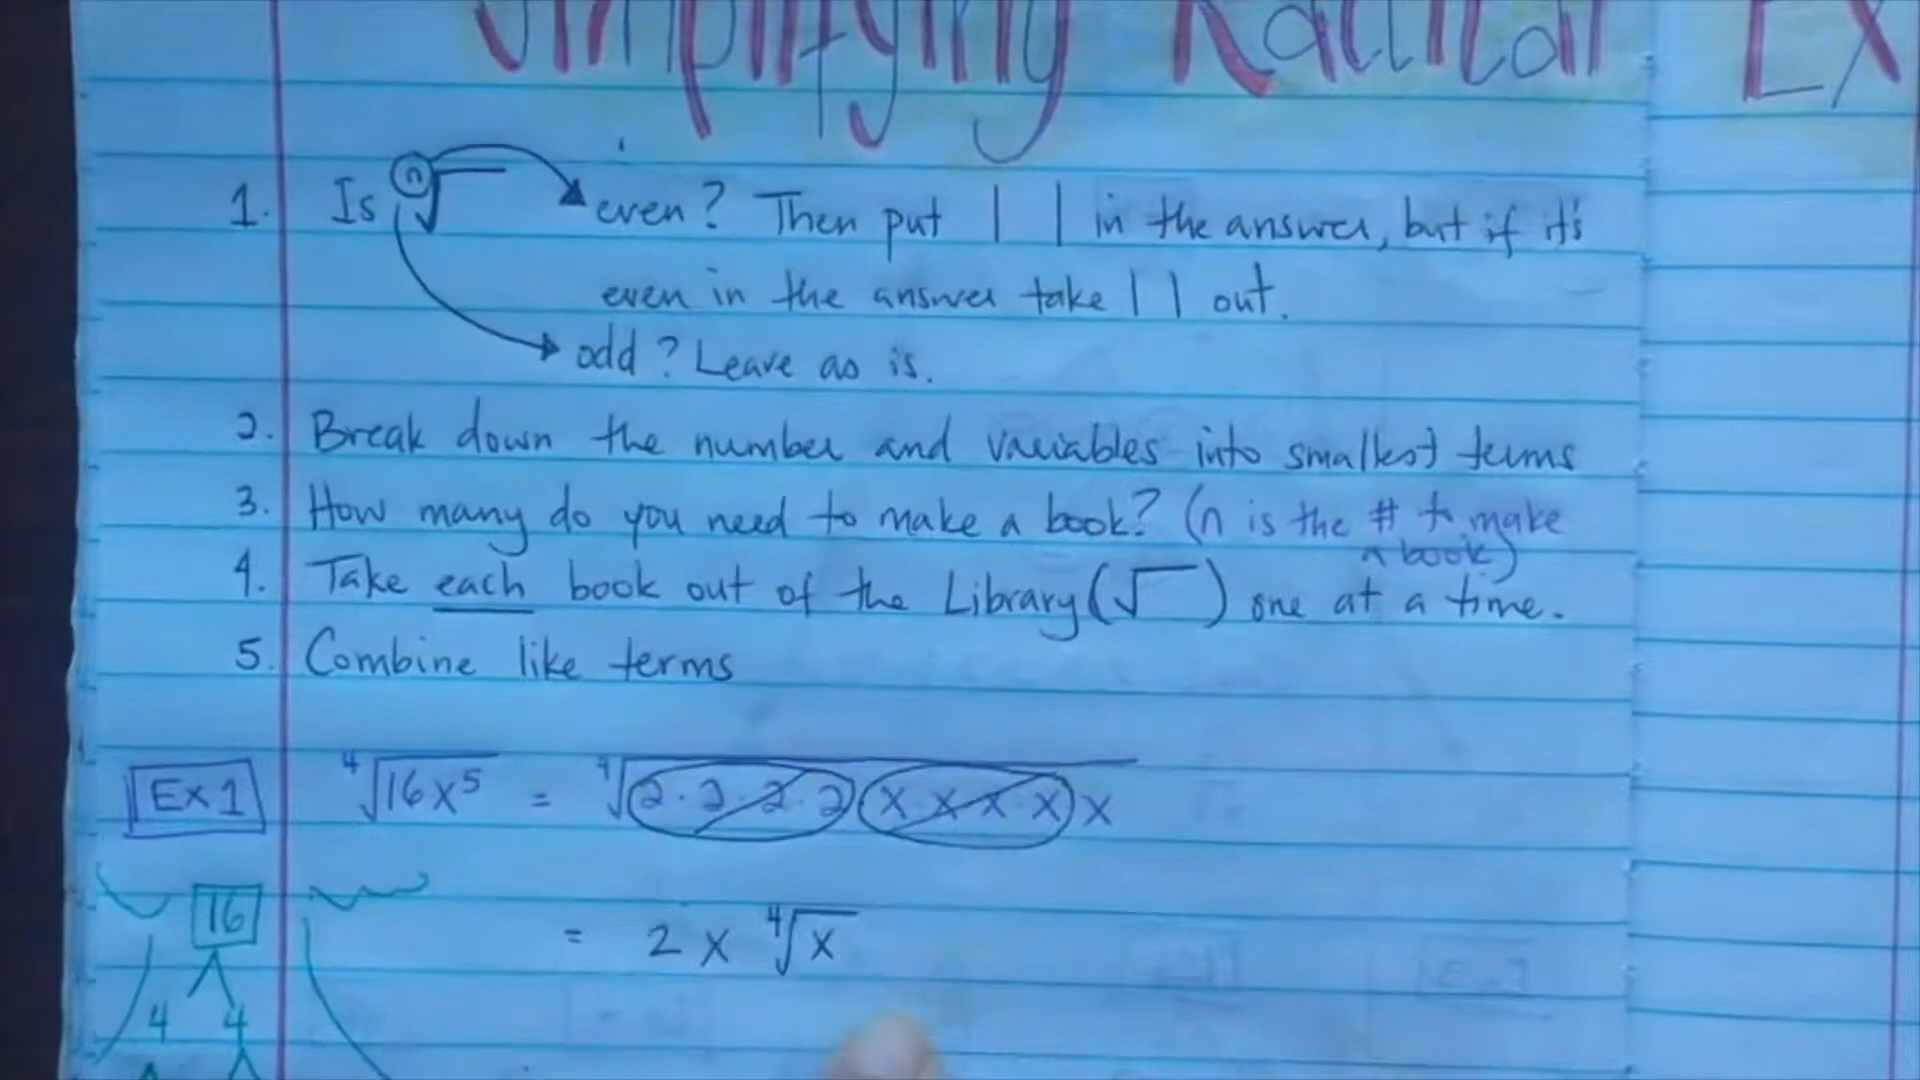 Simplifying Radical Ex
1. Is ⁿ√ even? Then put | | in the answer, but if it's
even in the answer take | | out.
odd? Leave as is.
2. Break down the number and variables into smallest terms
3. How many do you need to make a book? (n is the # to make
a book)
4. Take each book out of the Library (√ ) one at a time.
5. Combine like terms
Ex 1 ⁴√16x⁵ = ⁴√2·2·2·2 x·x·x·x x
16
= 2x ⁴√x
4 4